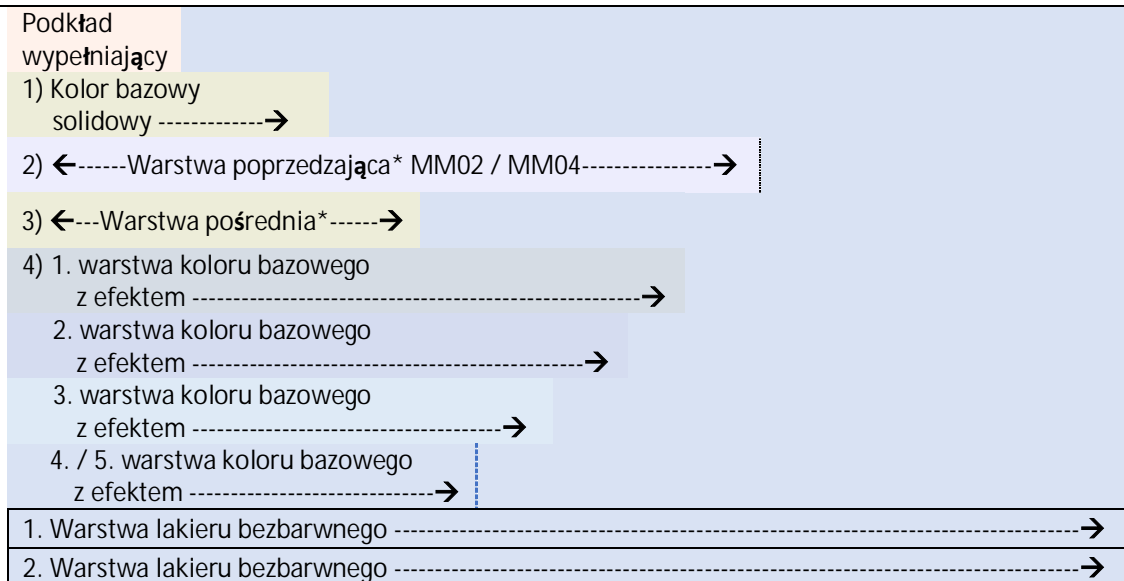 Podkład
wypełniający
1) Kolor bazowy
solidowy -------------→
2) ←------Warstwa poprzedzająca* MM02 / MM04----------------→
3) ←---Warstwa pośrednia*------→
4) 1. warstwa koloru bazowego
z efektem ------------------------------------------------------→
2. warstwa koloru bazowego
z efektem -----------------------------------------------→
3. warstwa koloru bazowego
z efektem -------------------------------------→
4. / 5. warstwa koloru bazowego
z efektem -----------------------------→
1. Warstwa lakieru bezbarwnego -----------------------------------------------------------------------------------→
2. Warstwa lakieru bezbarwnego -----------------------------------------------------------------------------------→